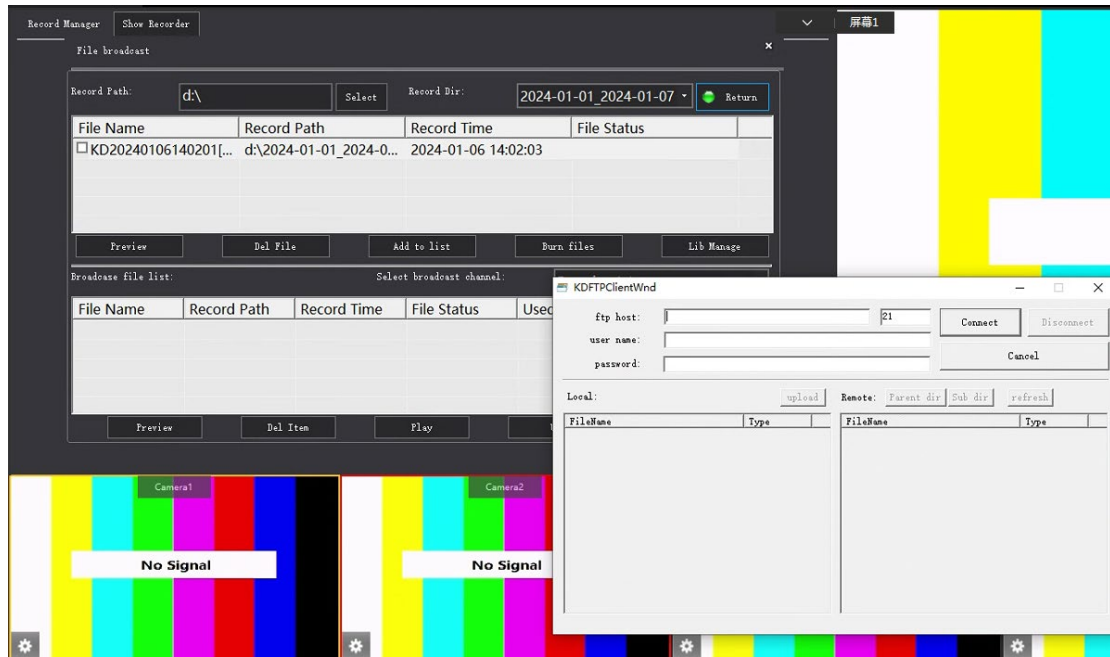 Record Manager Show Recorder
屏幕1
File broadcast
×
Record Path: d:\ Select Record Dir: 2024-01-01_2024-01-07 Return
File Name Record Path Record Time File Status
KD20240106140201[... d:\2024-01-01_2024-0... 2024-01-06 14:02:03
Preview Del File Add to list Burn files Lib Manage
Broadcase file list: Select broadcast channel:
File Name Record Path Record Time File Status Used
Preview Del Item Play
KDFTPClientWnd
ftp host: 21 Connect Disconnect
user name:
password: Cancel
Local: upload Remote: Parent dir Sub dir refresh
FileName Type FileName Type
Camera1 Camera2
No Signal No Signal